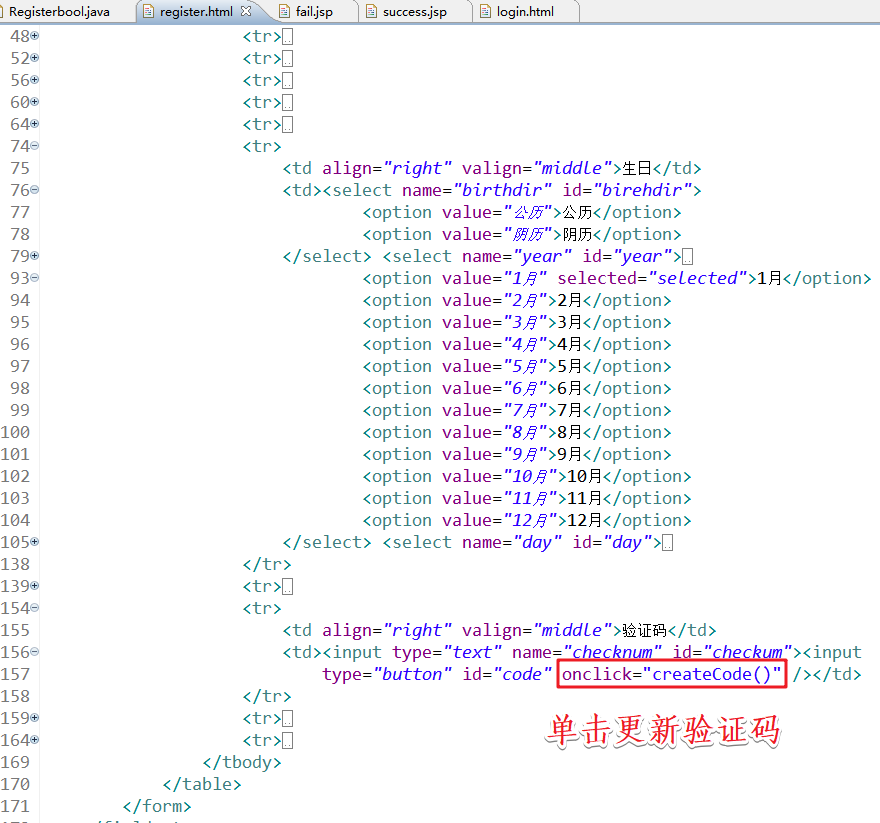 Registerbool.java register.html fail.jsp success.jsp login.html
48 <tr>
52 <tr>
56 <tr>
60 <tr>
64 <tr>
74 <tr>
75 <td align="right" valign="middle">生日</td>
76 <td><select name="birthdir" id="birehdir">
77 <option value="公历">公历</option>
78 <option value="阴历">阴历</option>
79 </select> <select name="year" id="year">
93 <option value="1月" selected="selected">1月</option>
94 <option value="2月">2月</option>
95 <option value="3月">3月</option>
96 <option value="4月">4月</option>
97 <option value="5月">5月</option>
98 <option value="6月">6月</option>
99 <option value="7月">7月</option>
100 <option value="8月">8月</option>
101 <option value="9月">9月</option>
102 <option value="10月">10月</option>
103 <option value="11月">11月</option>
104 <option value="12月">12月</option>
105 </select> <select name="day" id="day">
138 </tr>
139 <tr>
154 <tr>
155 <td align="right" valign="middle">验证码</td>
156 <td><input type="text" name="checknum" id="checkum"><input
157 type="button" id="code" onclick="createCode()" /></td>
158 </tr>
159 <tr>
164 <tr>
单击更新验证码
169 </tbody>
170 </table>
171 </form>